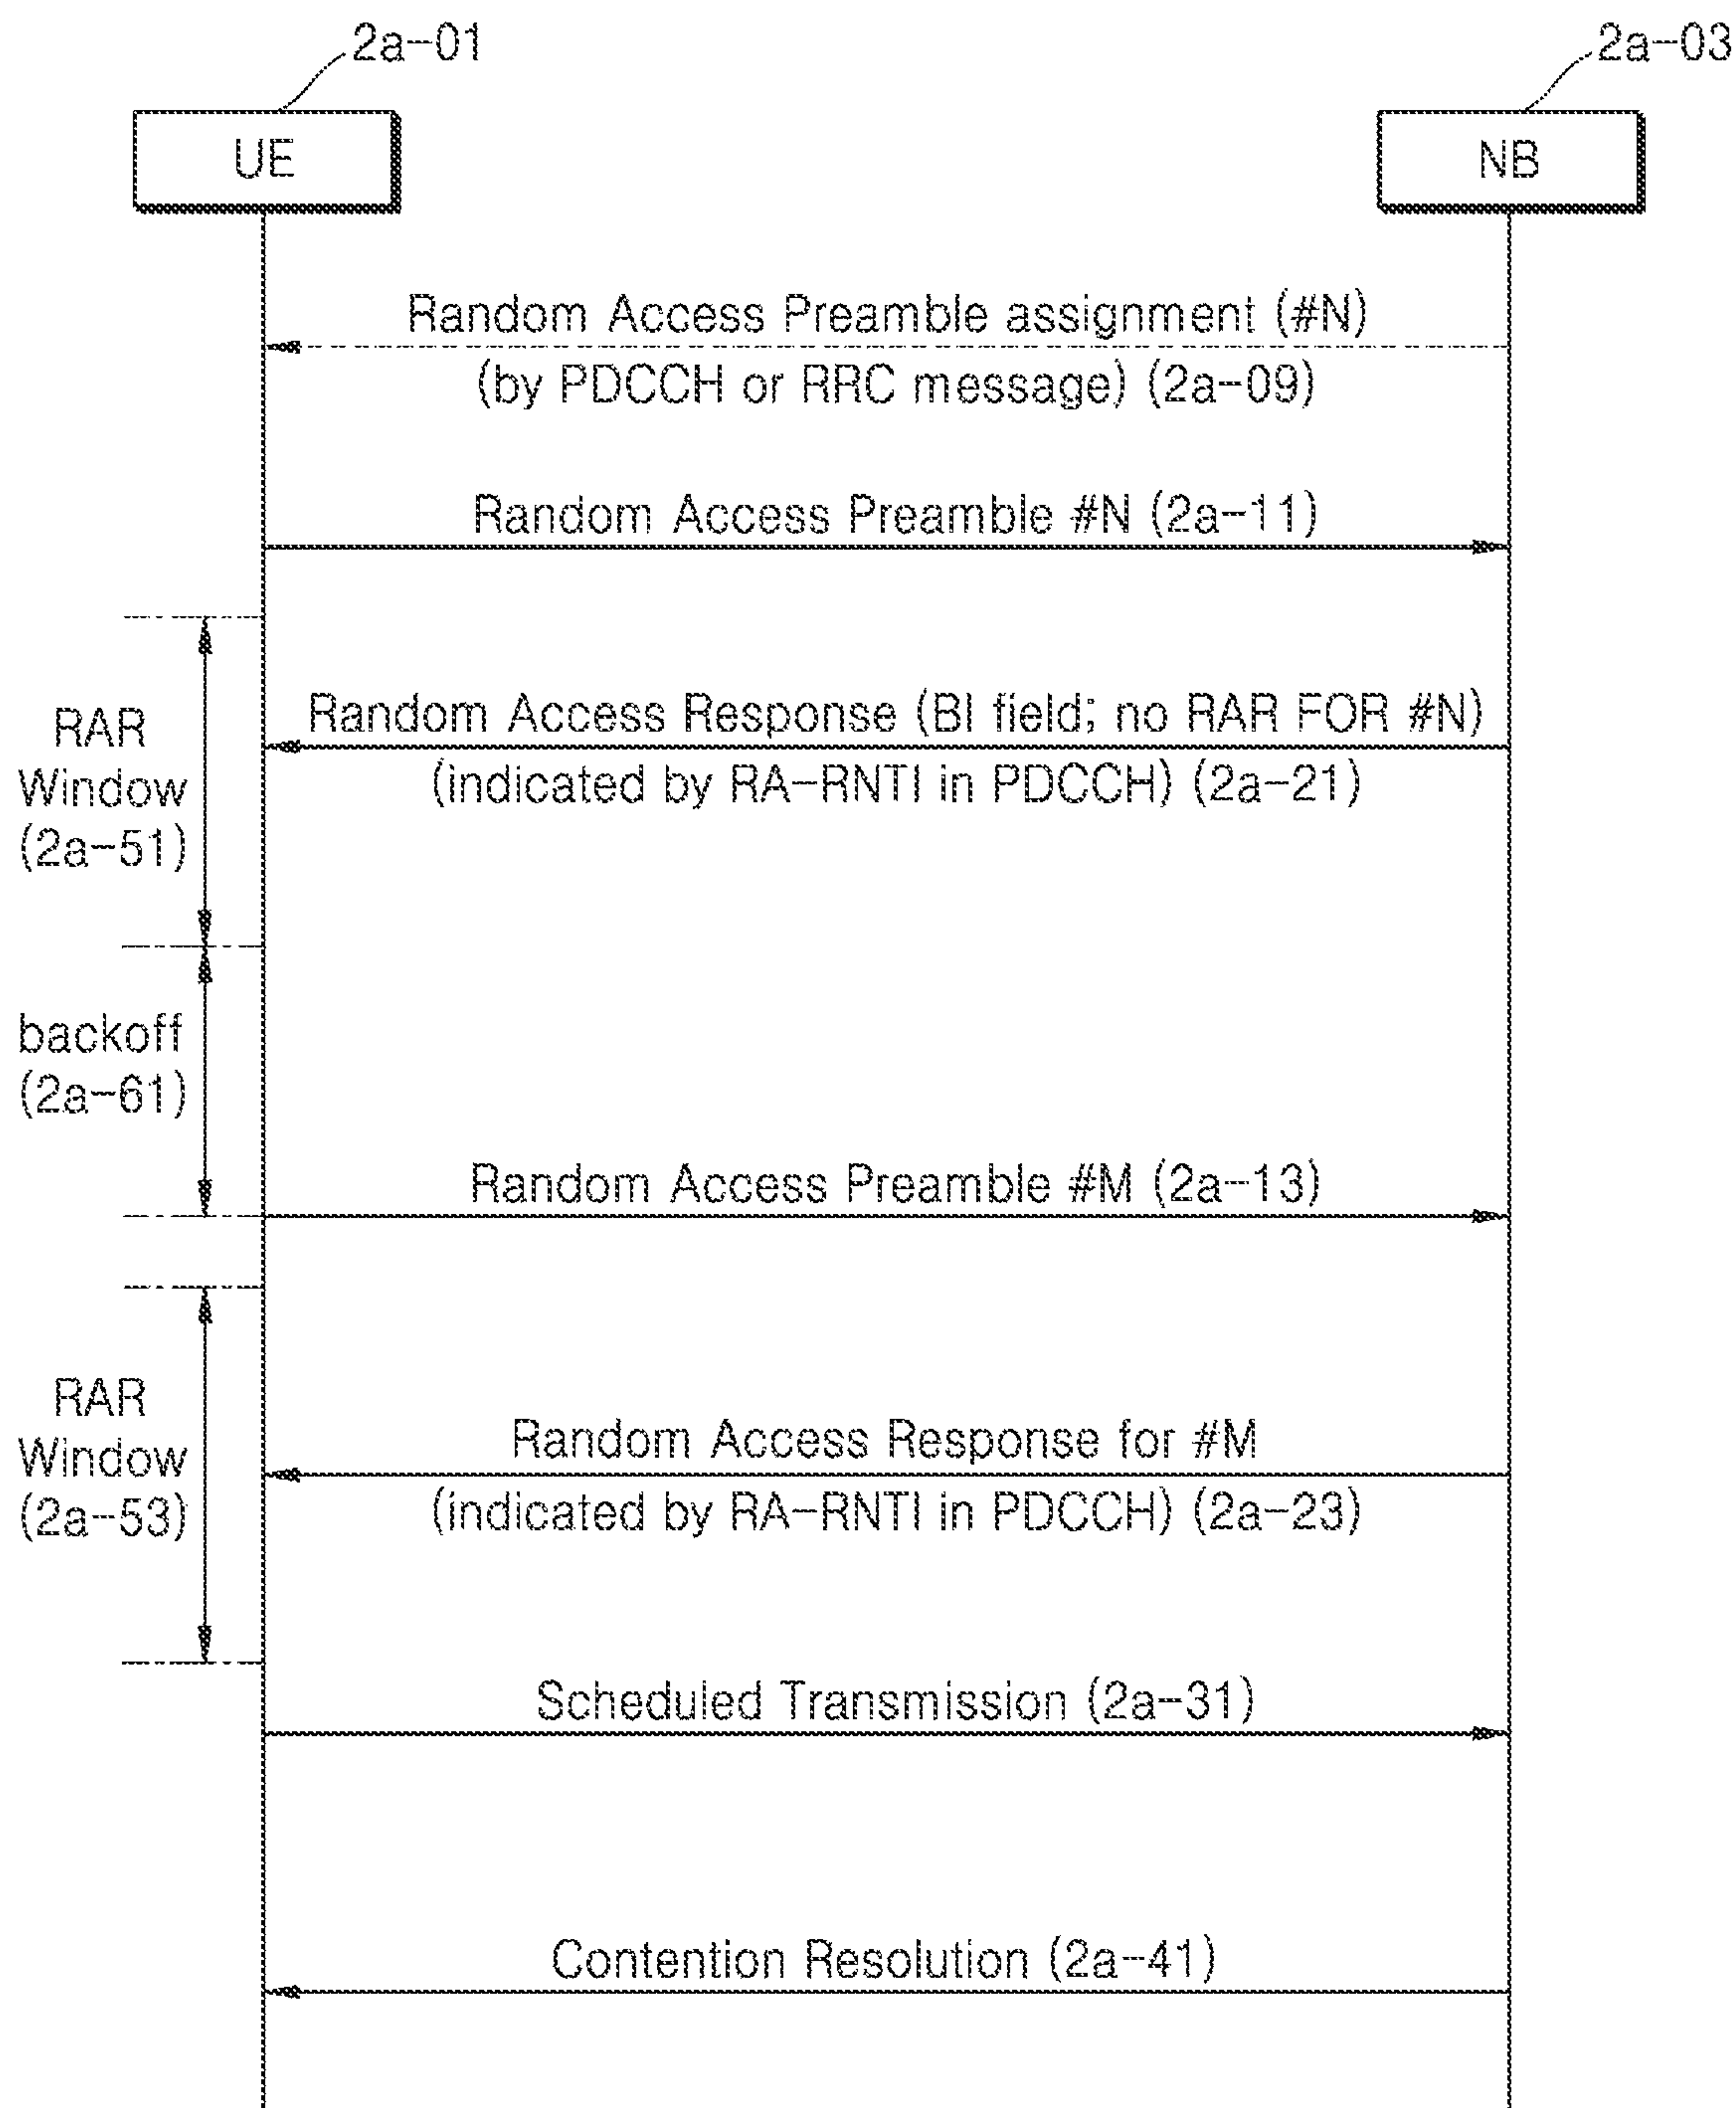 2a-01
2a-03
UE
NB
Random Access Preamble assignment (#N)
(by PDCCH or RRC message) (2a-09)
Random Access Preamble #N (2a-11)
RAR
Window
(2a-51)
Random Access Response (BI field; no RAR FOR #N)
(indicated by RA-RNTI in PDCCH) (2a-21)
backoff
(2a-61)
Random Access Preamble #M (2a-13)
RAR
Window
(2a-53)
Random Access Response for #M
(indicated by RA-RNTI in PDCCH) (2a-23)
Scheduled Transmission (2a-31)
Contention Resolution (2a-41)